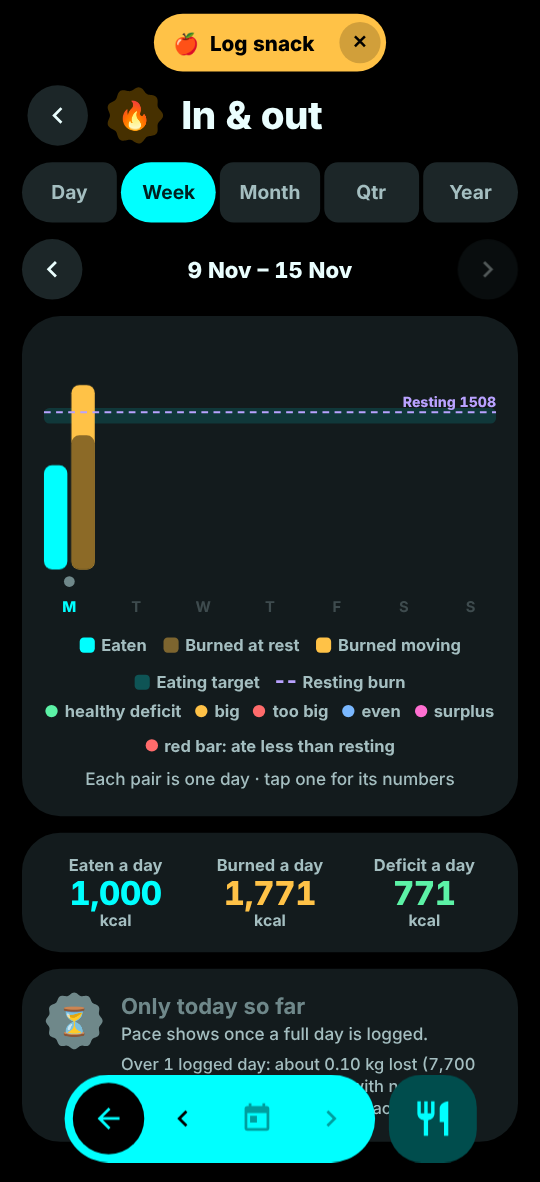 Log snack
In & out
Day Week Month Qtr Year
9 Nov – 15 Nov
Resting 1508
M T W T F S S
Eaten Burned at rest Burned moving
Eating target Resting burn
healthy deficit big too big even surplus
red bar: ate less than resting
Each pair is one day · tap one for its numbers
Eaten a day Burned a day Deficit a day
1,000 1,771 771
kcal kcal kcal
Only today so far
Pace shows once a full day is logged.
Over 1 logged day: about 0.10 kg lost (7,700